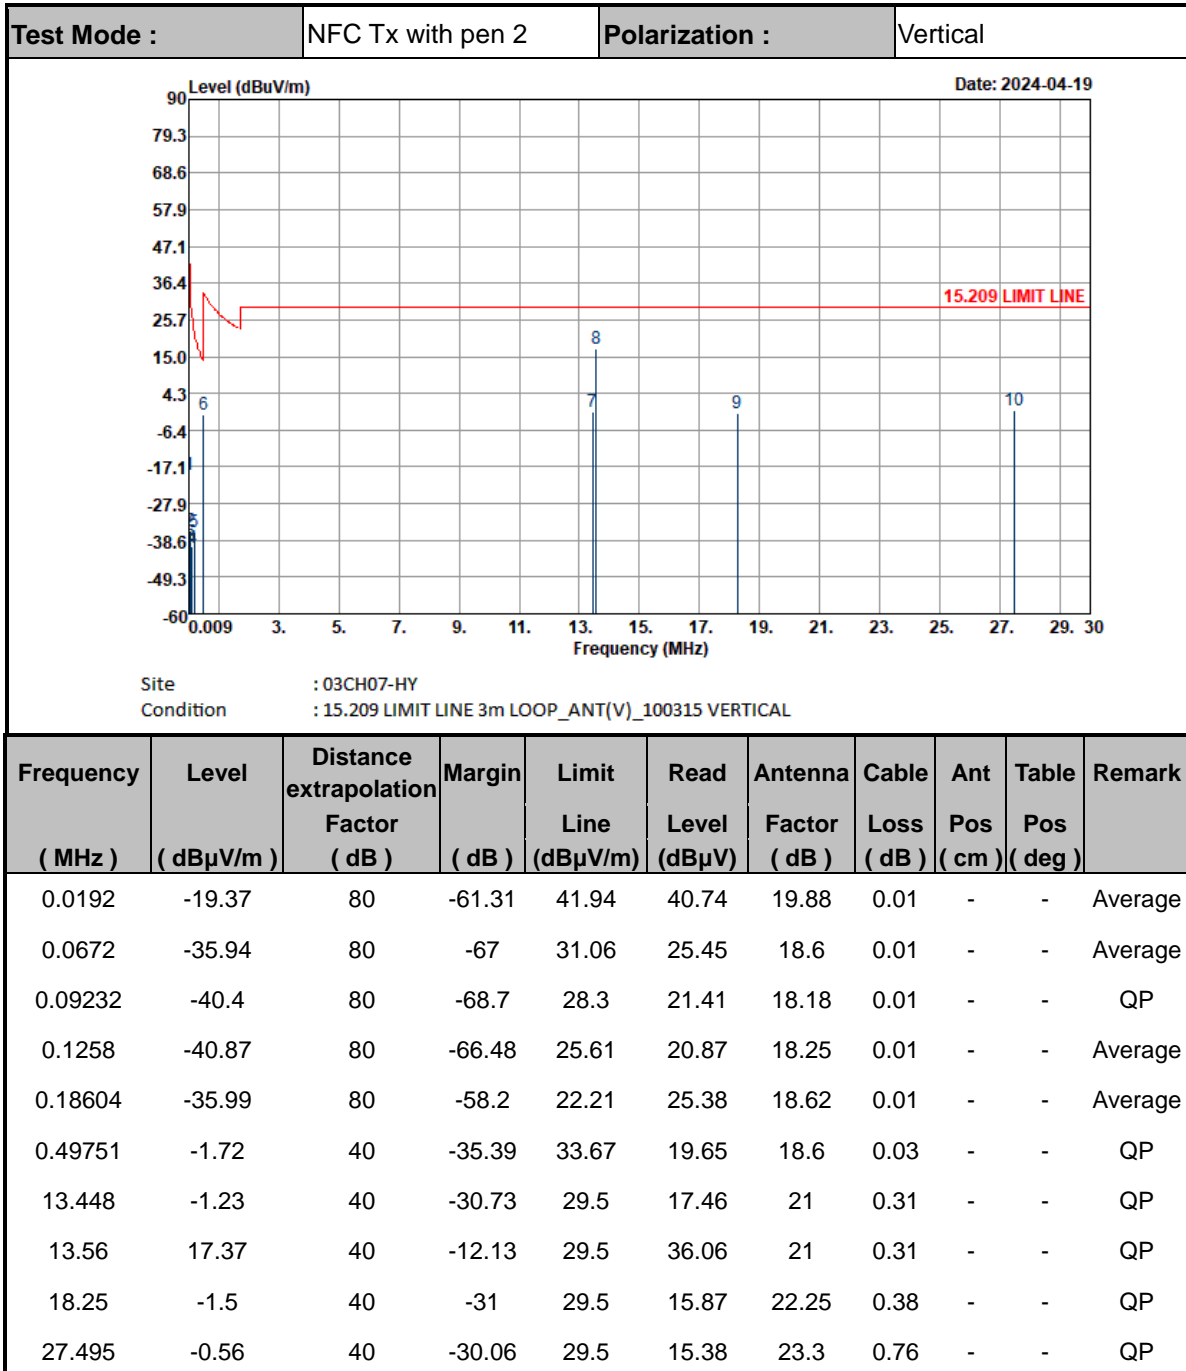 Test Mode : NFC Tx with pen 2 Polarization : Vertical
Level (dBuV/m) Date: 2024-04-19
90
79.3
68.6
57.9
47.1
36.4
15.209 LIMIT LINE
25.7
8
15.0
4.3
6 7 9 10
-6.4
-17.1
-27.9
5
-38.6
-49.3
-60
0.009 3. 5. 7. 9. 11. 13. 15. 17. 19. 21. 23. 25. 27. 29. 30
Frequency (MHz)
Site : 03CH07-HY
Condition : 15.209 LIMIT LINE 3m LOOP_ANT(V)_100315 VERTICAL
Frequency Level Distance extrapolation Margin Limit Read Antenna Cable Ant Table Remark
Factor Line Level Factor Loss Pos Pos
( MHz ) ( dBµV/m ) ( dB ) ( dB ) (dBµV/m) (dBµV) ( dB ) ( dB ) ( cm ) ( deg )
0.0192 -19.37 80 -61.31 41.94 40.74 19.88 0.01 - - Average
0.0672 -35.94 80 -67 31.06 25.45 18.6 0.01 - - Average
0.09232 -40.4 80 -68.7 28.3 21.41 18.18 0.01 - - QP
0.1258 -40.87 80 -66.48 25.61 20.87 18.25 0.01 - - Average
0.18604 -35.99 80 -58.2 22.21 25.38 18.62 0.01 - - Average
0.49751 -1.72 40 -35.39 33.67 19.65 18.6 0.03 - - QP
13.448 -1.23 40 -30.73 29.5 17.46 21 0.31 - - QP
13.56 17.37 40 -12.13 29.5 36.06 21 0.31 - - QP
18.25 -1.5 40 -31 29.5 15.87 22.25 0.38 - - QP
27.495 -0.56 40 -30.06 29.5 15.38 23.3 0.76 - - QP